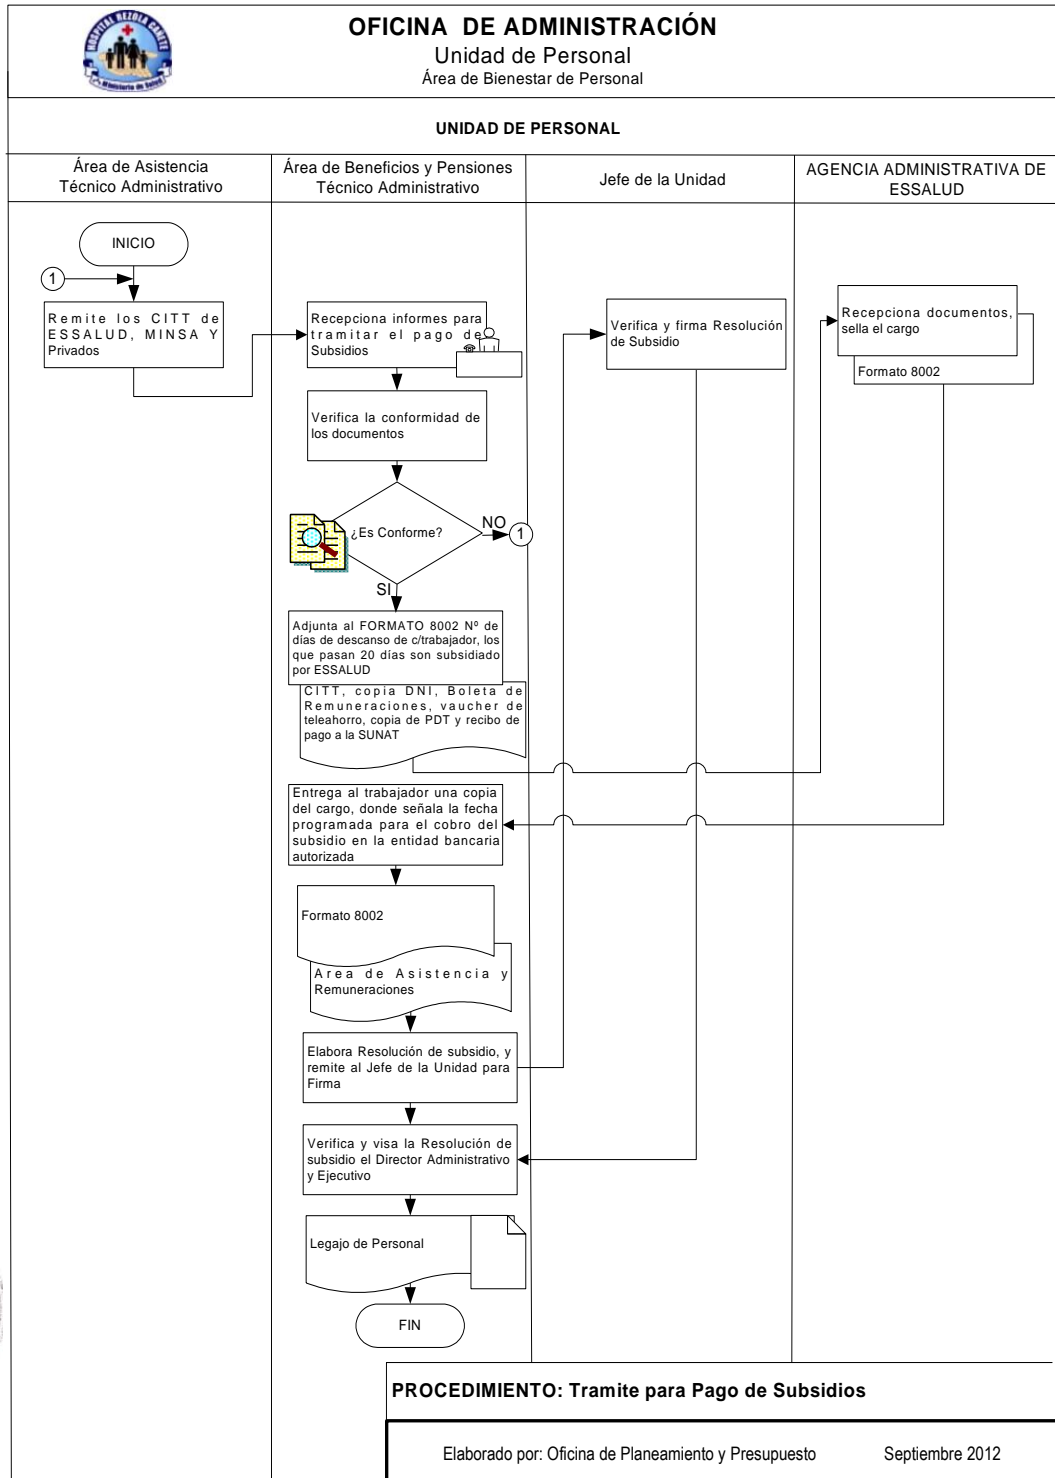 HOSPITAL REZOLA CAÑETE
Ministerio de Salud
OFICINA DE ADMINISTRACIÓN
Unidad de Personal
Área de Bienestar de Personal
UNIDAD DE PERSONAL
Área de Asistencia
Técnico Administrativo
Área de Beneficios y Pensiones
Técnico Administrativo
Jefe de la Unidad
AGENCIA ADMINISTRATIVA DE
ESSALUD
INICIO
1
Remite los CITT de
ESSALUD, MINSA Y
Privados
Recepciona informes para
tramitar el pago de
Subsidios
Verifica y firma Resolución
de Subsidio
Recepciona documentos,
sella el cargo
Formato 8002
Verifica la conformidad de
los documentos
¿Es Conforme?
NO
1
SI
Adjunta al FORMATO 8002 Nº de
días de descanso de c/trabajador, los
que pasan 20 días son subsidiado
por ESSALUD
CITT, copia DNI, Boleta de
Remuneraciones, vaucher de
teleahorro, copia de PDT y recibo de
pago a la SUNAT
Entrega al trabajador una copia
del cargo, donde señala la fecha
programada para el cobro del
subsidio en la entidad bancaria
autorizada
Formato 8002
Area de Asistencia y
Remuneraciones
Elabora Resolución de subsidio, y
remite al Jefe de la Unidad para
Firma
Verifica y visa la Resolución de
subsidio el Director Administrativo
y Ejecutivo
Legajo de Personal
FIN
PROCEDIMIENTO: Tramite para Pago de Subsidios
Elaborado por: Oficina de Planeamiento y Presupuesto Septiembre 2012